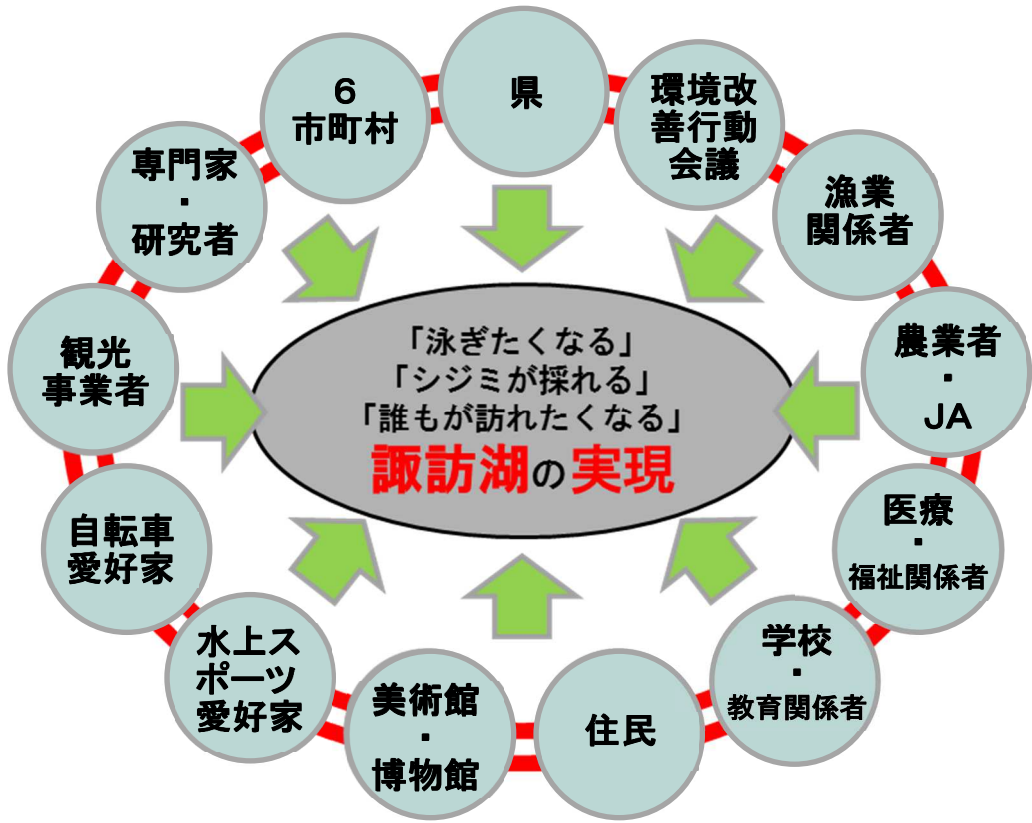 県
環境改
善行動
会議
漁業
関係者
農業者
・
JA
医療
・
福祉関係者
学校
・
教育関係者
住民
美術館
・
博物館
水上ス
ポーツ
愛好家
自転車
愛好家
観光
事業者
専門家
・
研究者
6
市町村
「泳ぎたくなる」
「シジミが採れる」
「誰もが訪れたくなる」
諏訪湖の実現